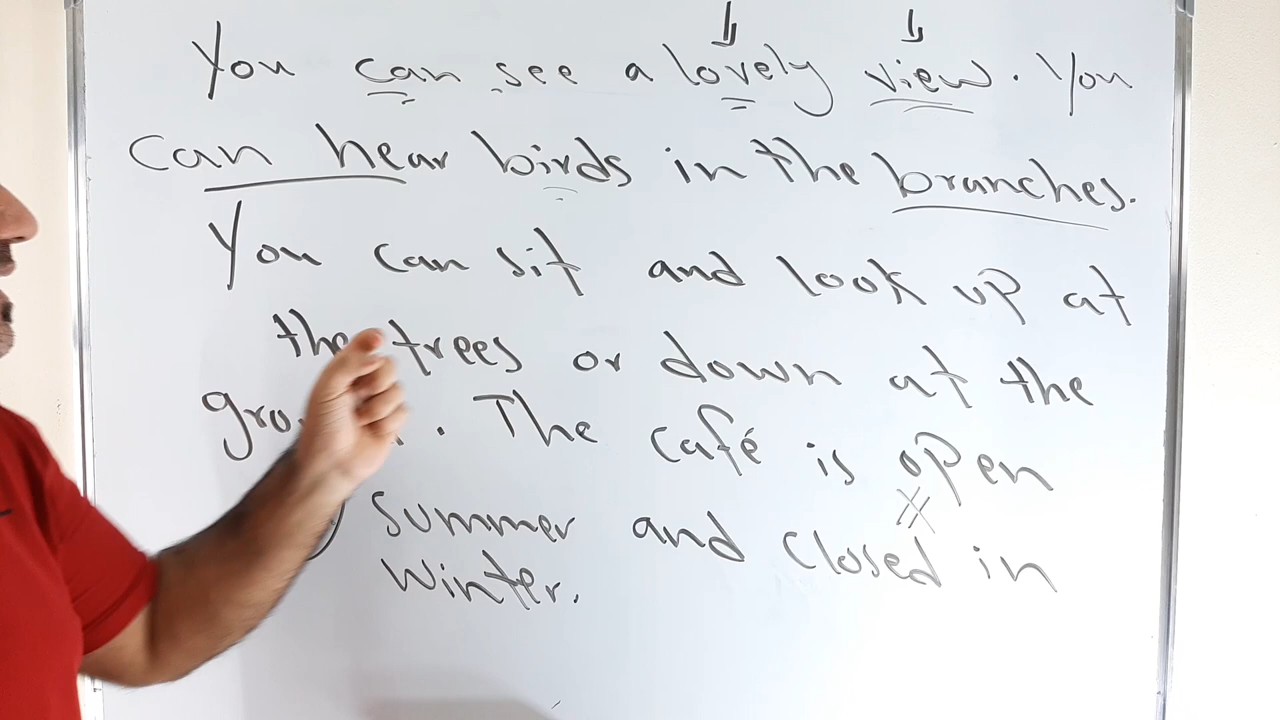 You can see a lovely view. You
can hear birds in the branches.
You can sit and look up at
the trees or down at the
. The café is open
summer and closed in
winter.